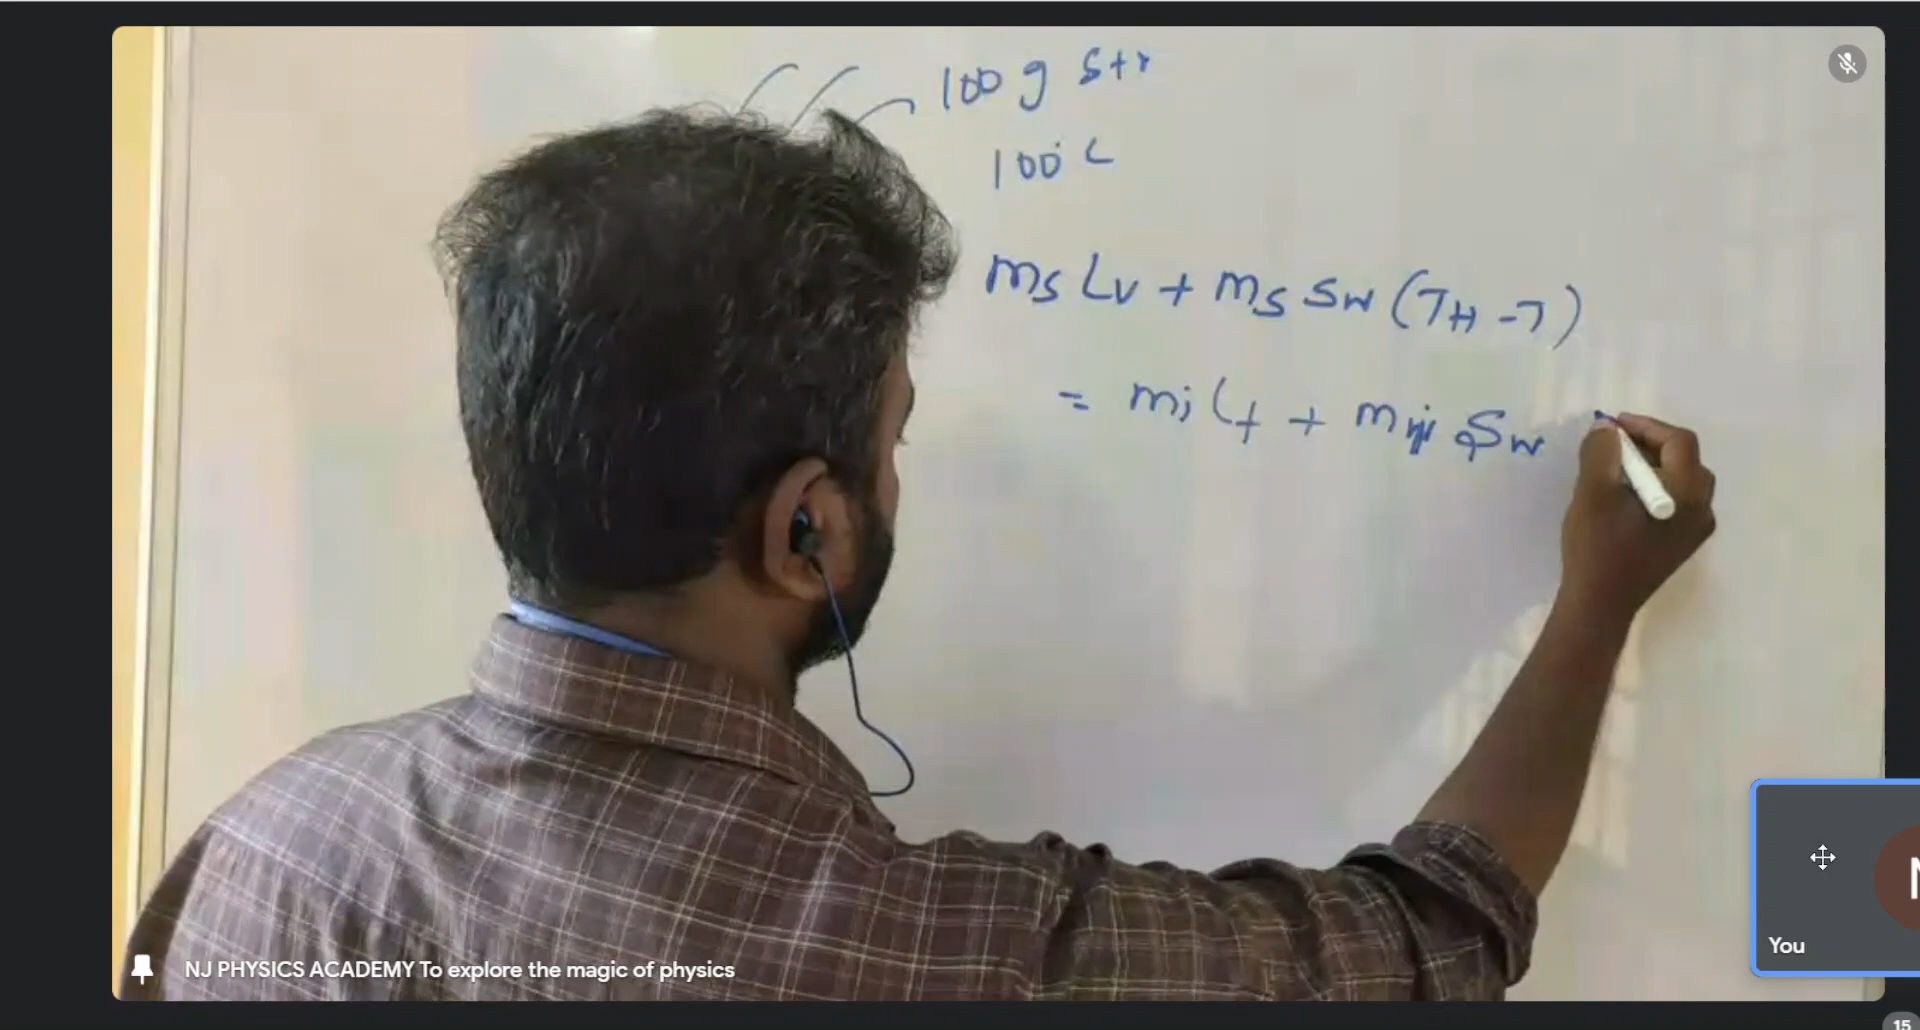 100 g St
100° C
ms Lv + ms Sw (TH - T)
= mi Lf + mi Sw
NJ PHYSICS ACADEMY To explore the magic of physics
You
15